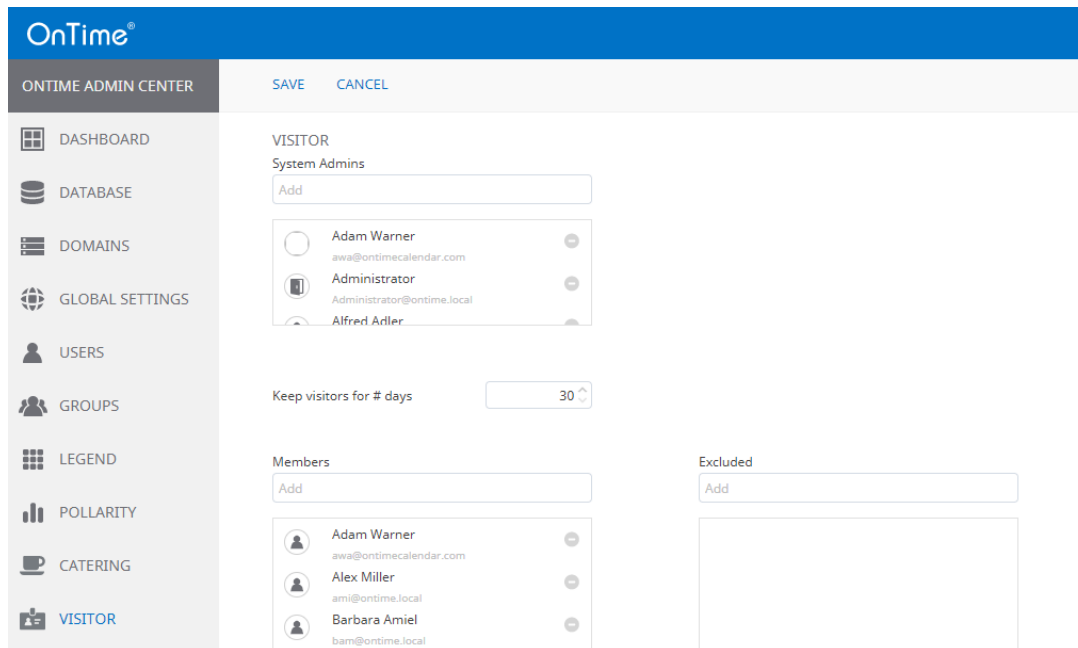 OnTime®
ONTIME ADMIN CENTER
SAVE CANCEL
DASHBOARD
DATABASE
DOMAINS
GLOBAL SETTINGS
USERS
GROUPS
LEGEND
POLLARITY
CATERING
VISITOR
VISITOR
System Admins
Add
Adam Warner
awa@ontimecalendar.com
Administrator
Administrator@ontime.local
Alfred Adler
Keep visitors for # days 30
Members
Add
Adam Warner
awa@ontimecalendar.com
Alex Miller
ami@ontime.local
Barbara Amiel
bam@ontime.local
Excluded
Add